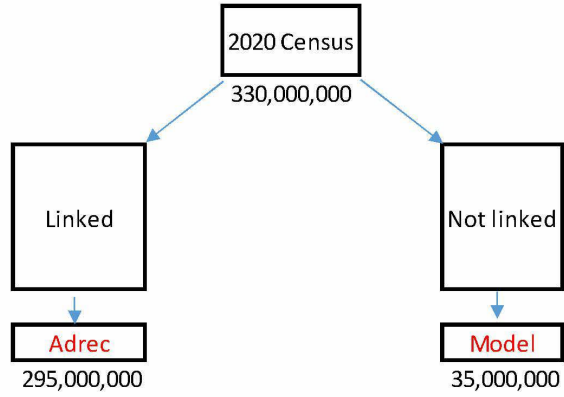 2020 Census
330,000,000
Linked
Not linked
Adrec
Model
295,000,000
35,000,000